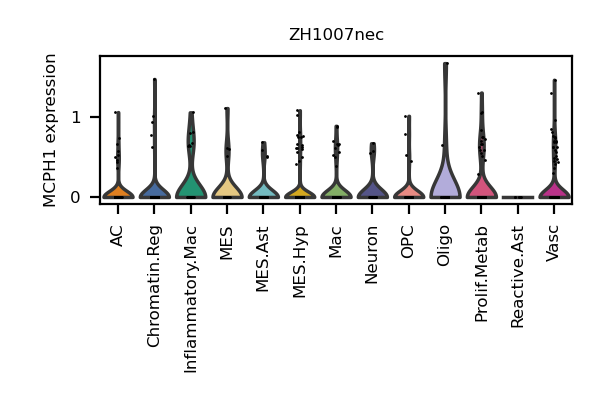 ZH1007nec
MCPH1 expression
1
0
AC
Chromatin.Reg
Inflammatory.Mac
MES
MES.Ast
MES.Hyp
Mac
Neuron
OPC
Oligo
Prolif.Metab
Reactive.Ast
Vasc